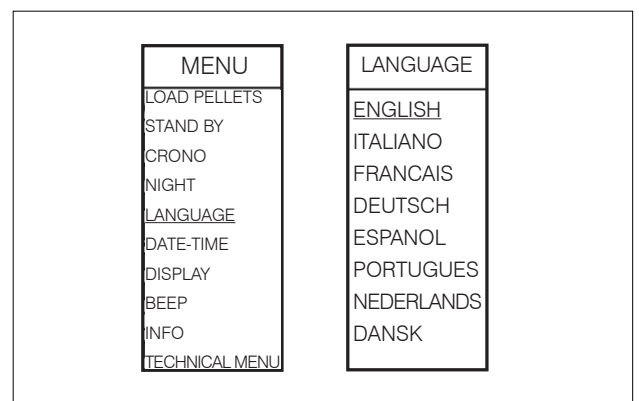 MENU
LOAD PELLETS
STAND BY
CRONO
NIGHT
LANGUAGE
DATE-TIME
DISPLAY
BEEP
INFO
TECHNICAL MENU
LANGUAGE
ENGLISH
ITALIANO
FRANCAIS
DEUTSCH
ESPANOL
PORTUGUES
NEDERLANDS
DANSK